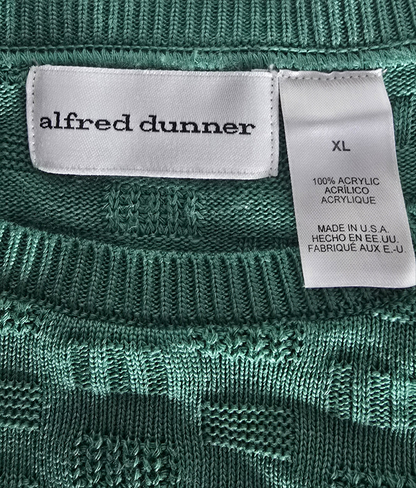 alfred dunner
XL
100% ACRYLIC
ACRÍLICO
ACRYLIQUE
MADE IN U.S.A.
HECHO EN EE.UU.
FABRIQUÉ AUX E.-U.